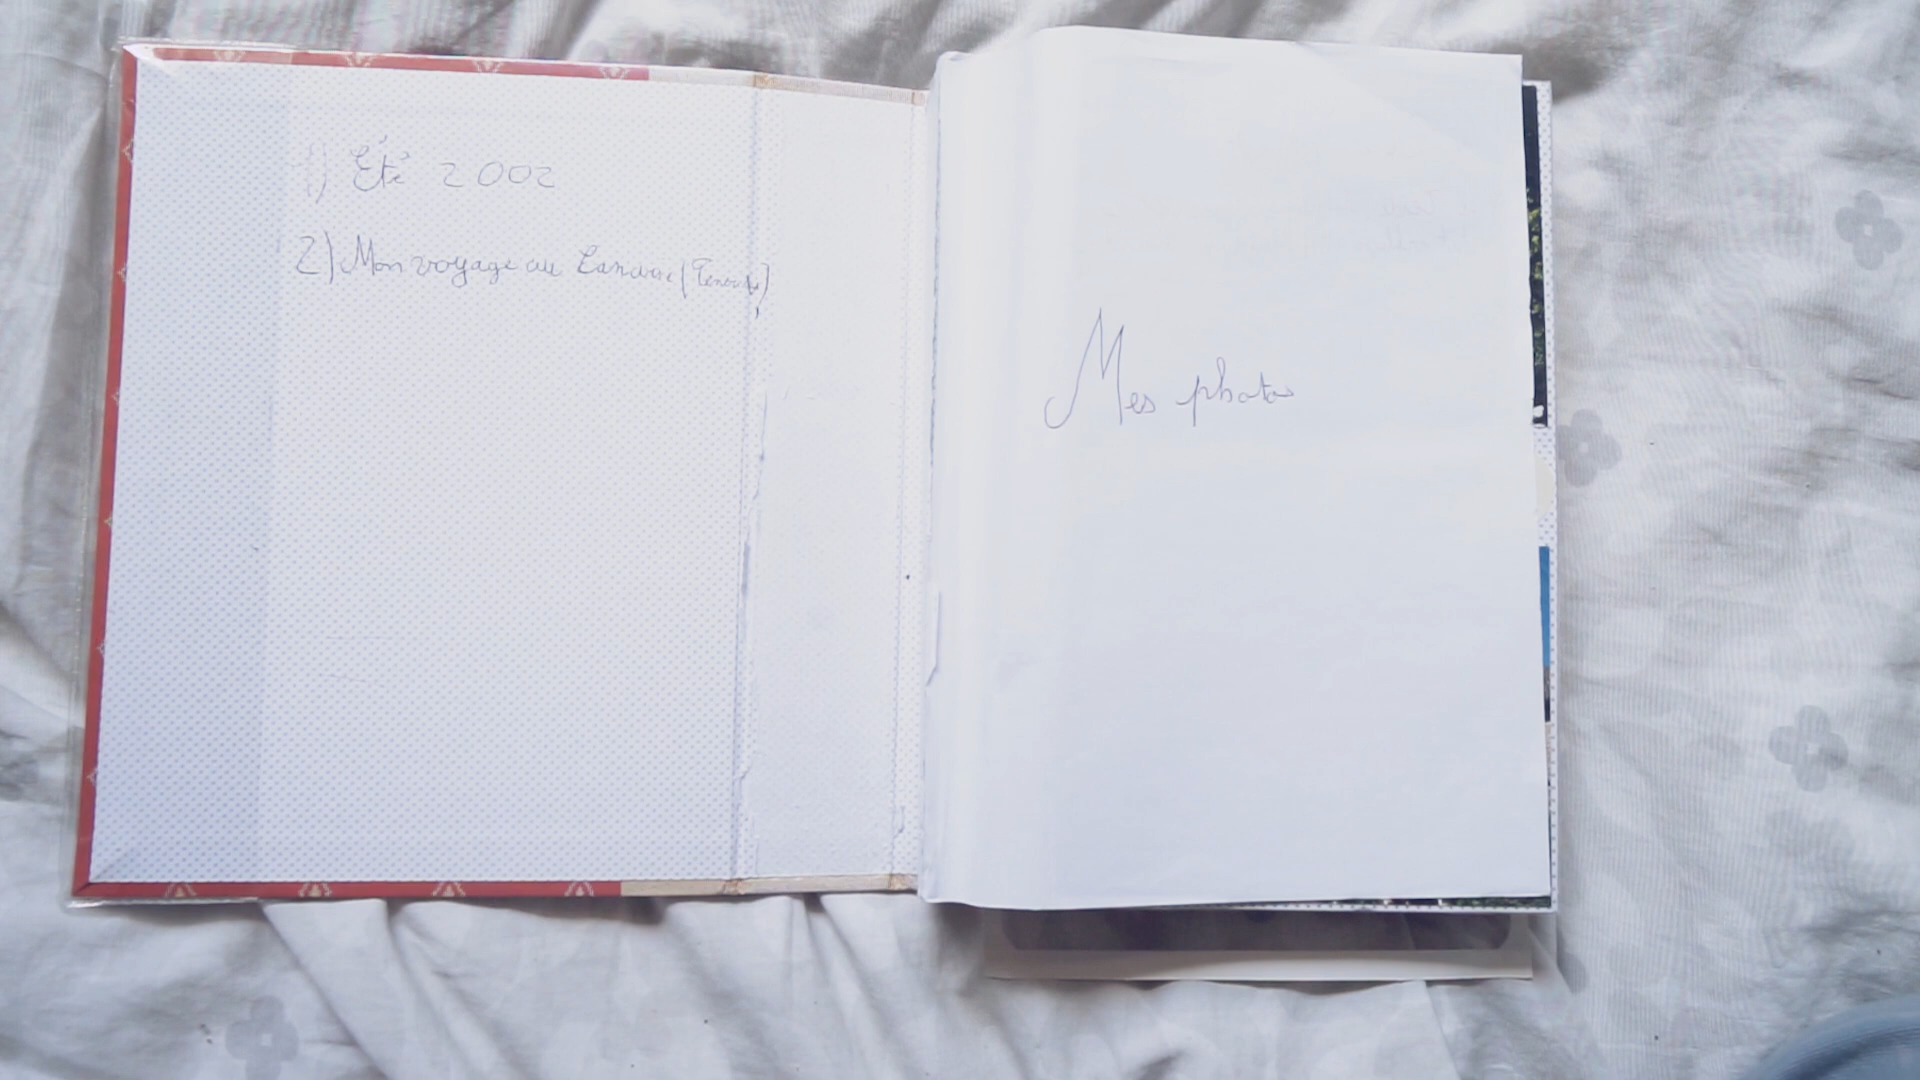 1) Été 2002
2) Mon voyage au
Mes photos